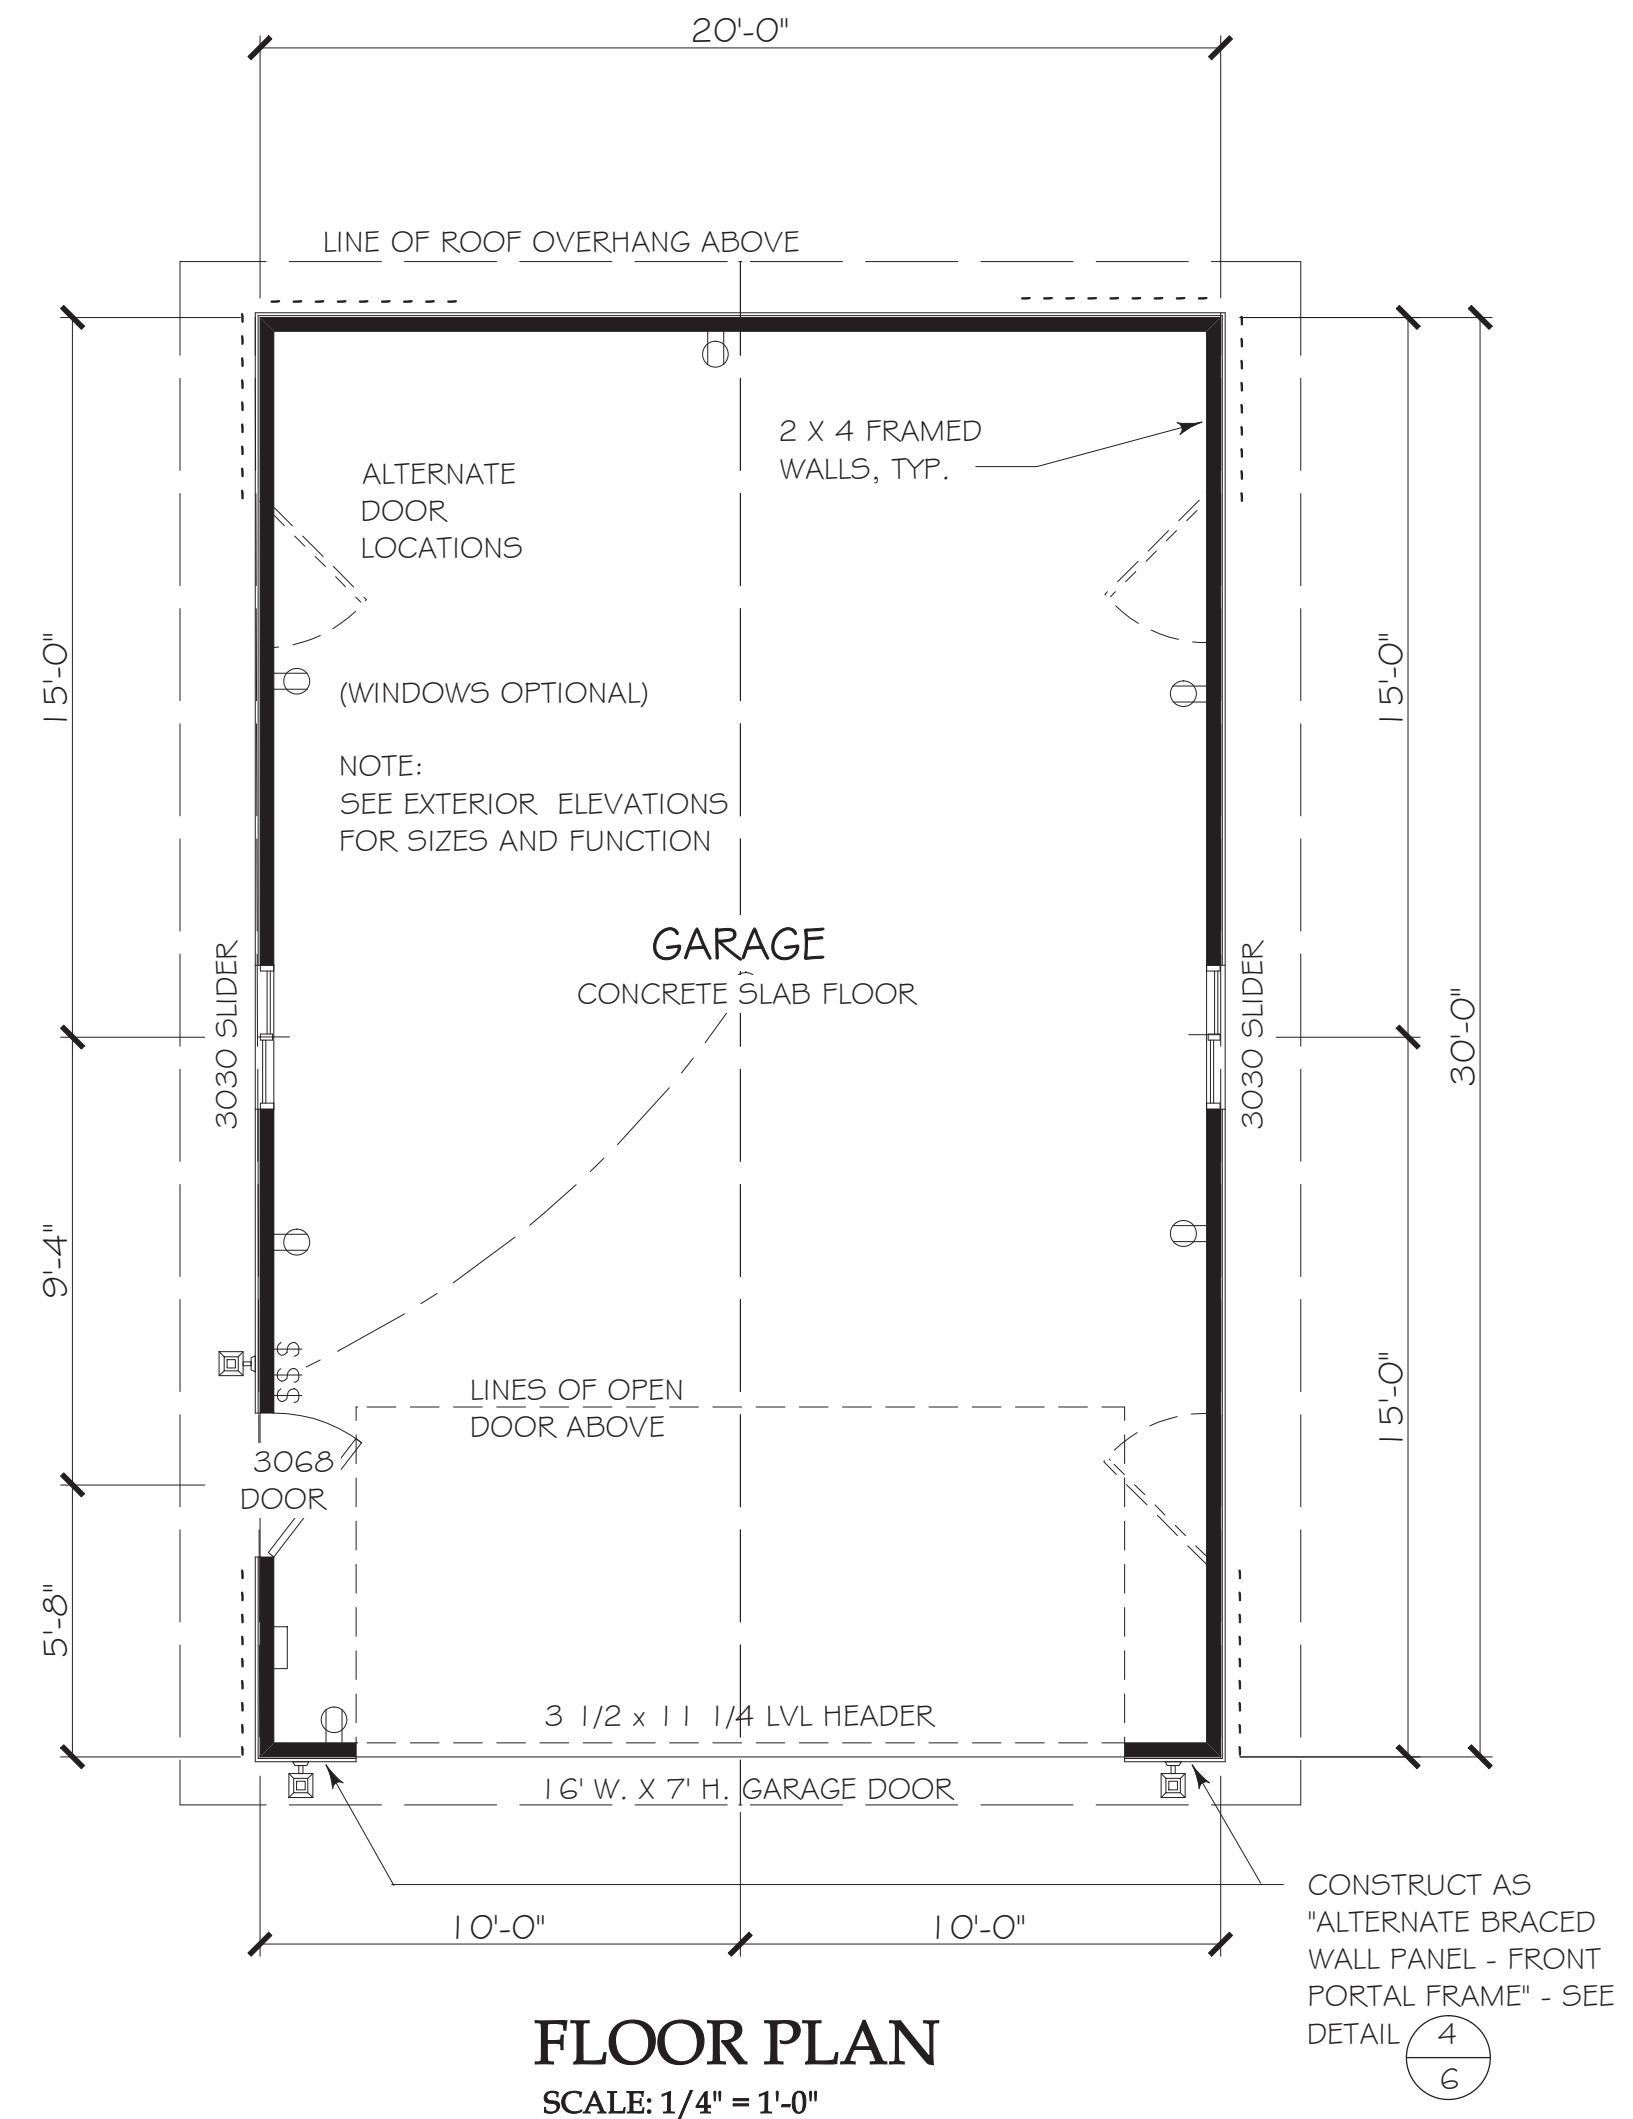 20'-0"
LINE OF ROOF OVERHANG ABOVE
2 X 4 FRAMED
WALLS, TYP.
ALTERNATE
DOOR
LOCATIONS
15'-0"
15'-0"
(WINDOWS OPTIONAL)
NOTE:
SEE EXTERIOR ELEVATIONS
FOR SIZES AND FUNCTION
GARAGE
CONCRETE SLAB FLOOR
3030 SLIDER
3030 SLIDER
30'-0"
9'-4"
$
$
$
LINES OF OPEN
DOOR ABOVE
15'-0"
3068
DOOR
5'-8"
3 1/2 x 11 1/4 LVL HEADER
16' W. X 7' H. GARAGE DOOR
10'-0"
10'-0"
CONSTRUCT AS
"ALTERNATE BRACED
WALL PANEL - FRONT
PORTAL FRAME" - SEE
DETAIL
4
6
FLOOR PLAN
SCALE: 1/4" = 1'-0"